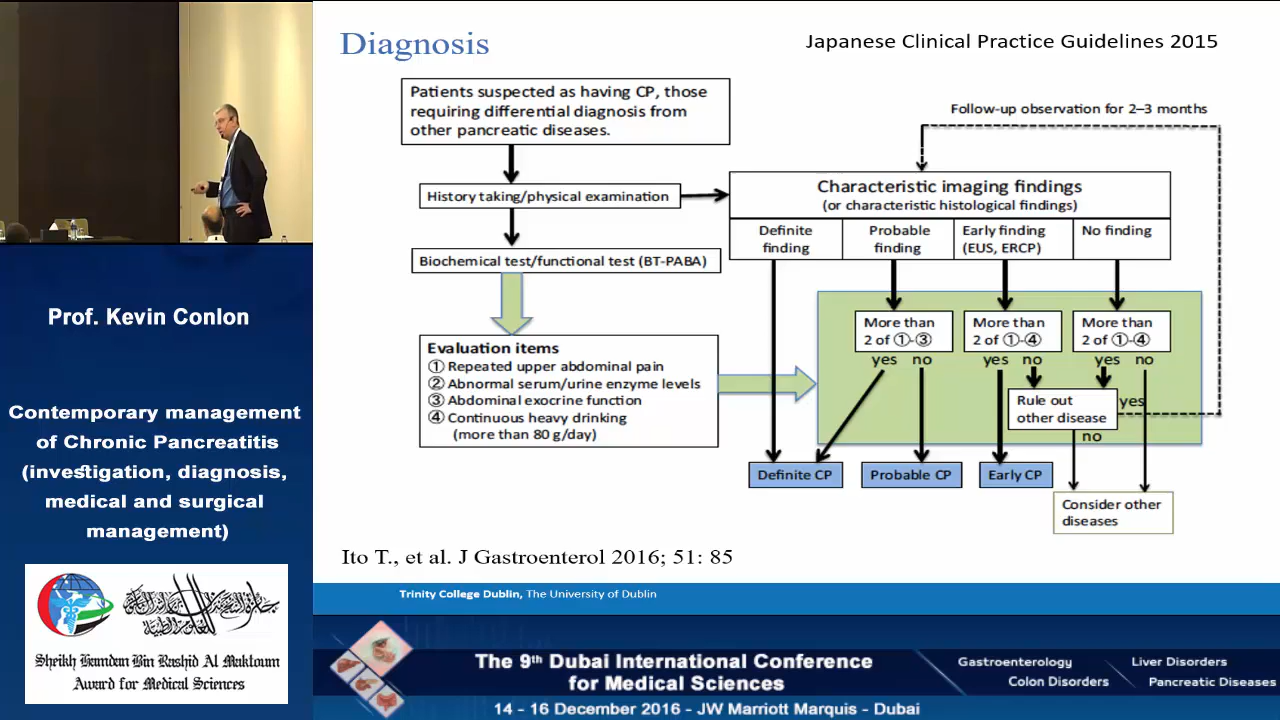 Diagnosis
Japanese Clinical Practice Guidelines 2015
Patients suspected as having CP, those
requiring differential diagnosis from
other pancreatic diseases.
History taking/physical examination
Biochemical test/functional test (BT-PABA)
Evaluation items
① Repeated upper abdominal pain
② Abnormal serum/urine enzyme levels
③ Abdominal exocrine function
④ Continuous heavy drinking
(more than 80 g/day)
Follow-up observation for 2–3 months
Characteristic imaging findings
(or characteristic histological findings)
Definite
finding
Probable
finding
Early finding
(EUS, ERCP)
No finding
More than
2 of ①-③
More than
2 of ①-④
More than
2 of ①-④
yes no
yes no
yes no
Rule out
other disease
yes
no
Definite CP
Probable CP
Early CP
Consider other
diseases
Ito T., et al. J Gastroenterol 2016; 51: 85
Trinity College Dublin, The University of Dublin
Prof. Kevin Conlon
Contemporary management
of Chronic Pancreatitis
(investigation, diagnosis,
medical and surgical
management)
Sheikh Hamdan Bin Rashid Al Maktoum
Award for Medical Sciences
The 9th Dubai International Conference
for Medical Sciences
14 - 16 December 2016 - JW Marriott Marquis - Dubai
Gastroenterology
Liver Disorders
Colon Disorders
Pancreatic Diseases